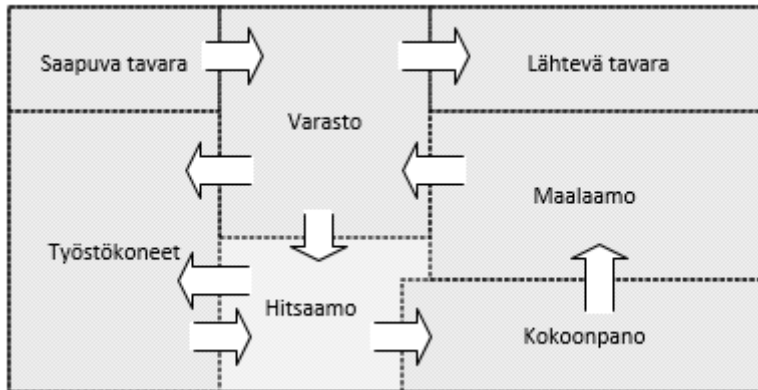 Saapuva tavara
Lähtevä tavara
Varasto
Maalaamo
Työstökoneet
Hitsaamo
Kokoonpano